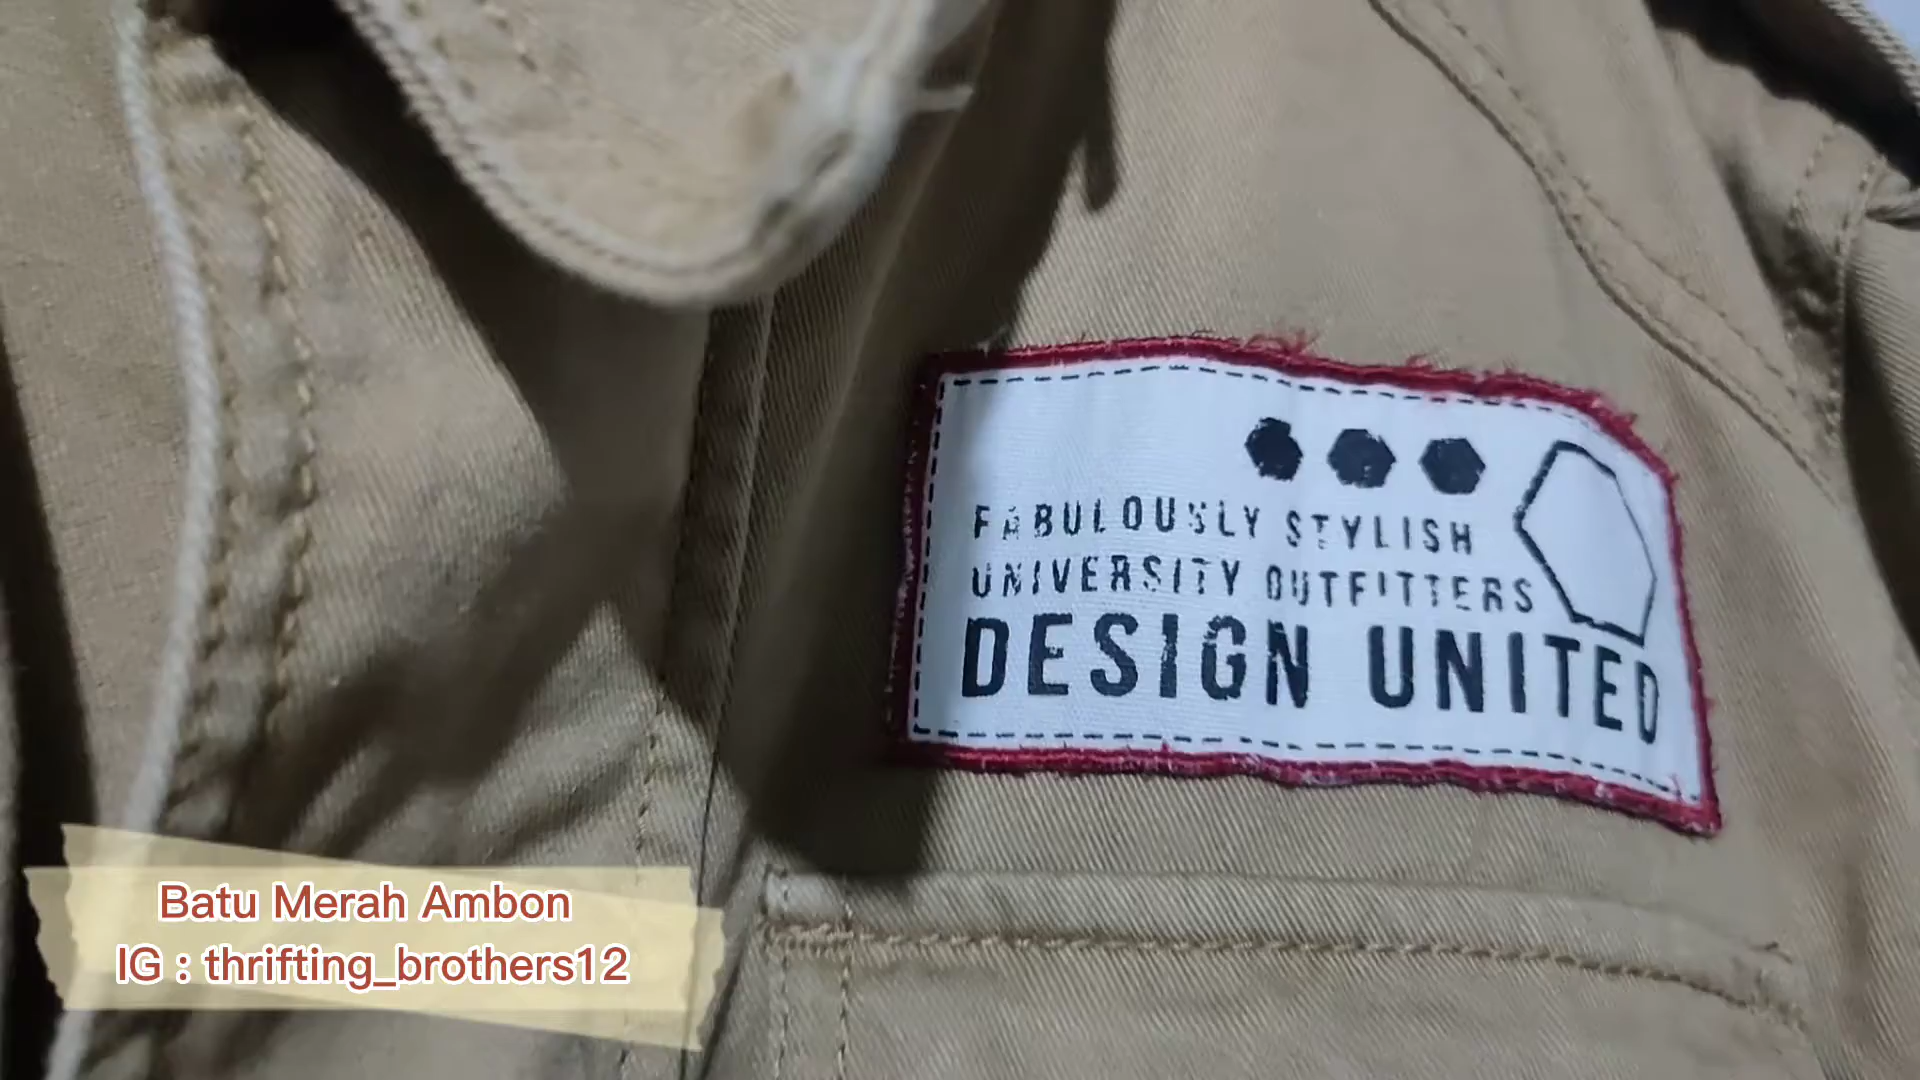 FABULOUSLY STYLISH
UNIVERSITY OUTFITTERS
DESIGN UNITED
Batu Merah Ambon
IG : thrifting_brothers12